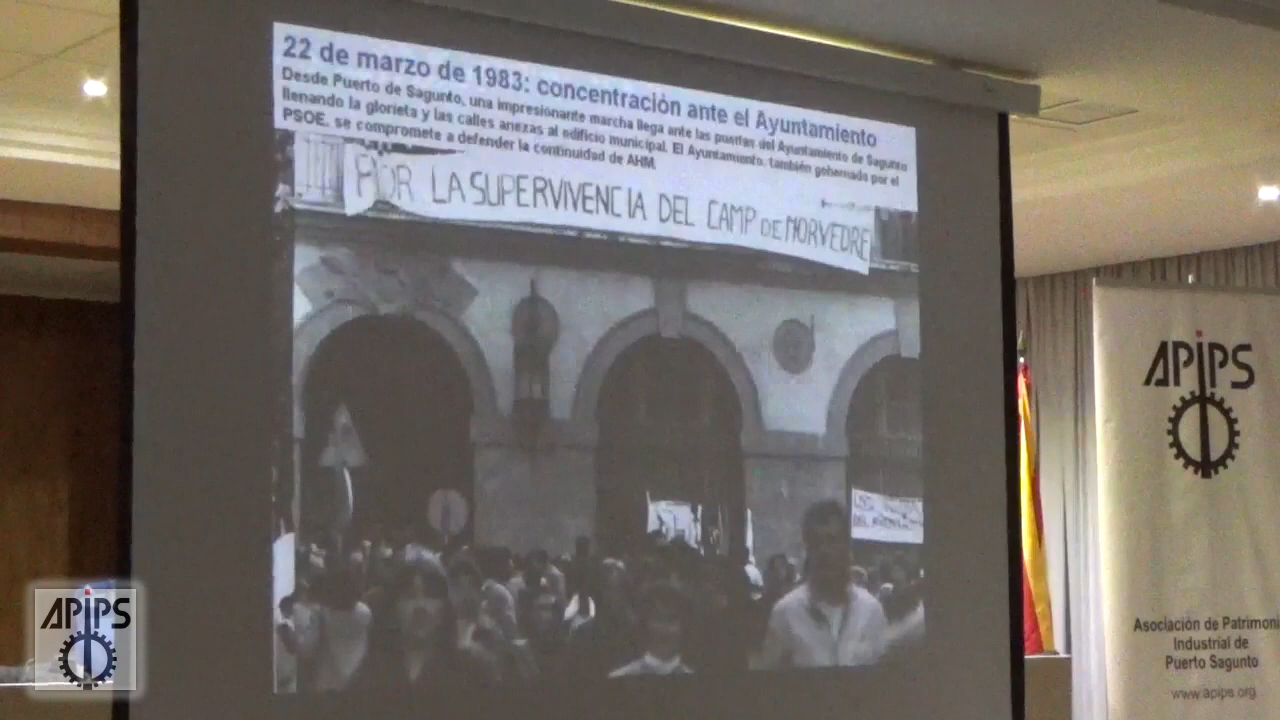 22 de marzo de 1983: concentración ante el Ayuntamiento
Desde Puerto de Sagunto, una impresionante marcha llega ante las puertas del Ayuntamiento de Sagunto
llenando la glorieta y las calles anezas al edificio municipal. El Ayuntamiento, también gobernado por el
PSOE, se compromete a defender la continuidad de AHM.
POR LA SUPERVIVENCIA DEL CAMP DE MORVEDRE
APIPS
Asociación de Patrimoni
Industrial de
Puerto Sagunto
www.apips.org
APIPS